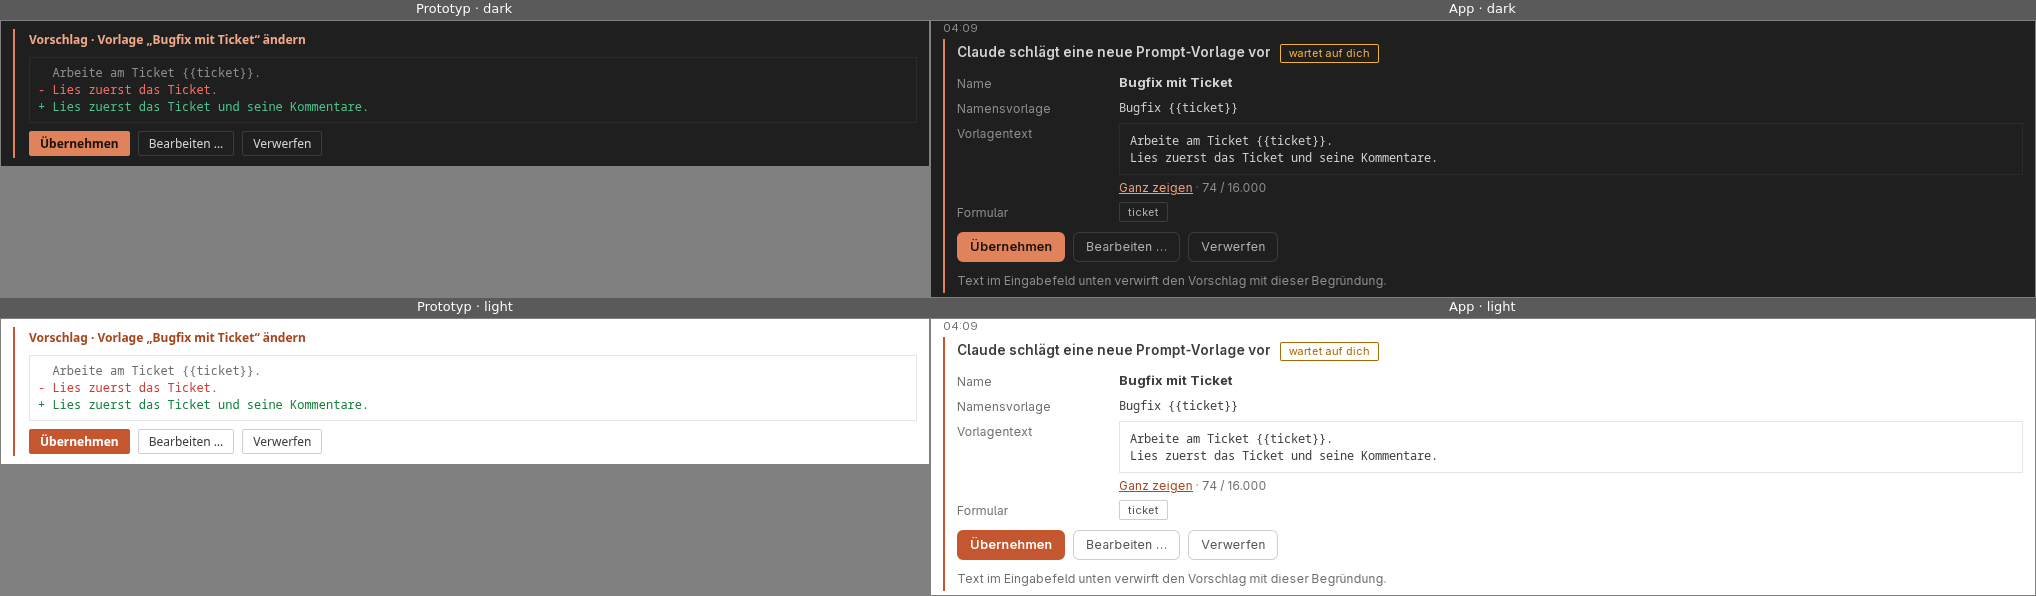 Prototyp · dark
Vorschlag · Vorlage „Bugfix mit Ticket“ ändern
Arbeite am Ticket {{ticket}}.
- Lies zuerst das Ticket.
+ Lies zuerst das Ticket und seine Kommentare.
Übernehmen Bearbeiten ... Verwerfen
App · dark
04:09
Claude schlägt eine neue Prompt-Vorlage vor wartet auf dich
Name Bugfix mit Ticket
Namensvorlage Bugfix {{ticket}}
Vorlagentext Arbeite am Ticket {{ticket}}.
Lies zuerst das Ticket und seine Kommentare.
Ganz zeigen · 74 / 16.000
Formular ticket
Übernehmen Bearbeiten ... Verwerfen
Text im Eingabefeld unten verwirft den Vorschlag mit dieser Begründung.
Prototyp · light
Vorschlag · Vorlage „Bugfix mit Ticket“ ändern
Arbeite am Ticket {{ticket}}.
- Lies zuerst das Ticket.
+ Lies zuerst das Ticket und seine Kommentare.
Übernehmen Bearbeiten ... Verwerfen
App · light
04:09
Claude schlägt eine neue Prompt-Vorlage vor wartet auf dich
Name Bugfix mit Ticket
Namensvorlage Bugfix {{ticket}}
Vorlagentext Arbeite am Ticket {{ticket}}.
Lies zuerst das Ticket und seine Kommentare.
Ganz zeigen · 74 / 16.000
Formular ticket
Übernehmen Bearbeiten ... Verwerfen
Text im Eingabefeld unten verwirft den Vorschlag mit dieser Begründung.